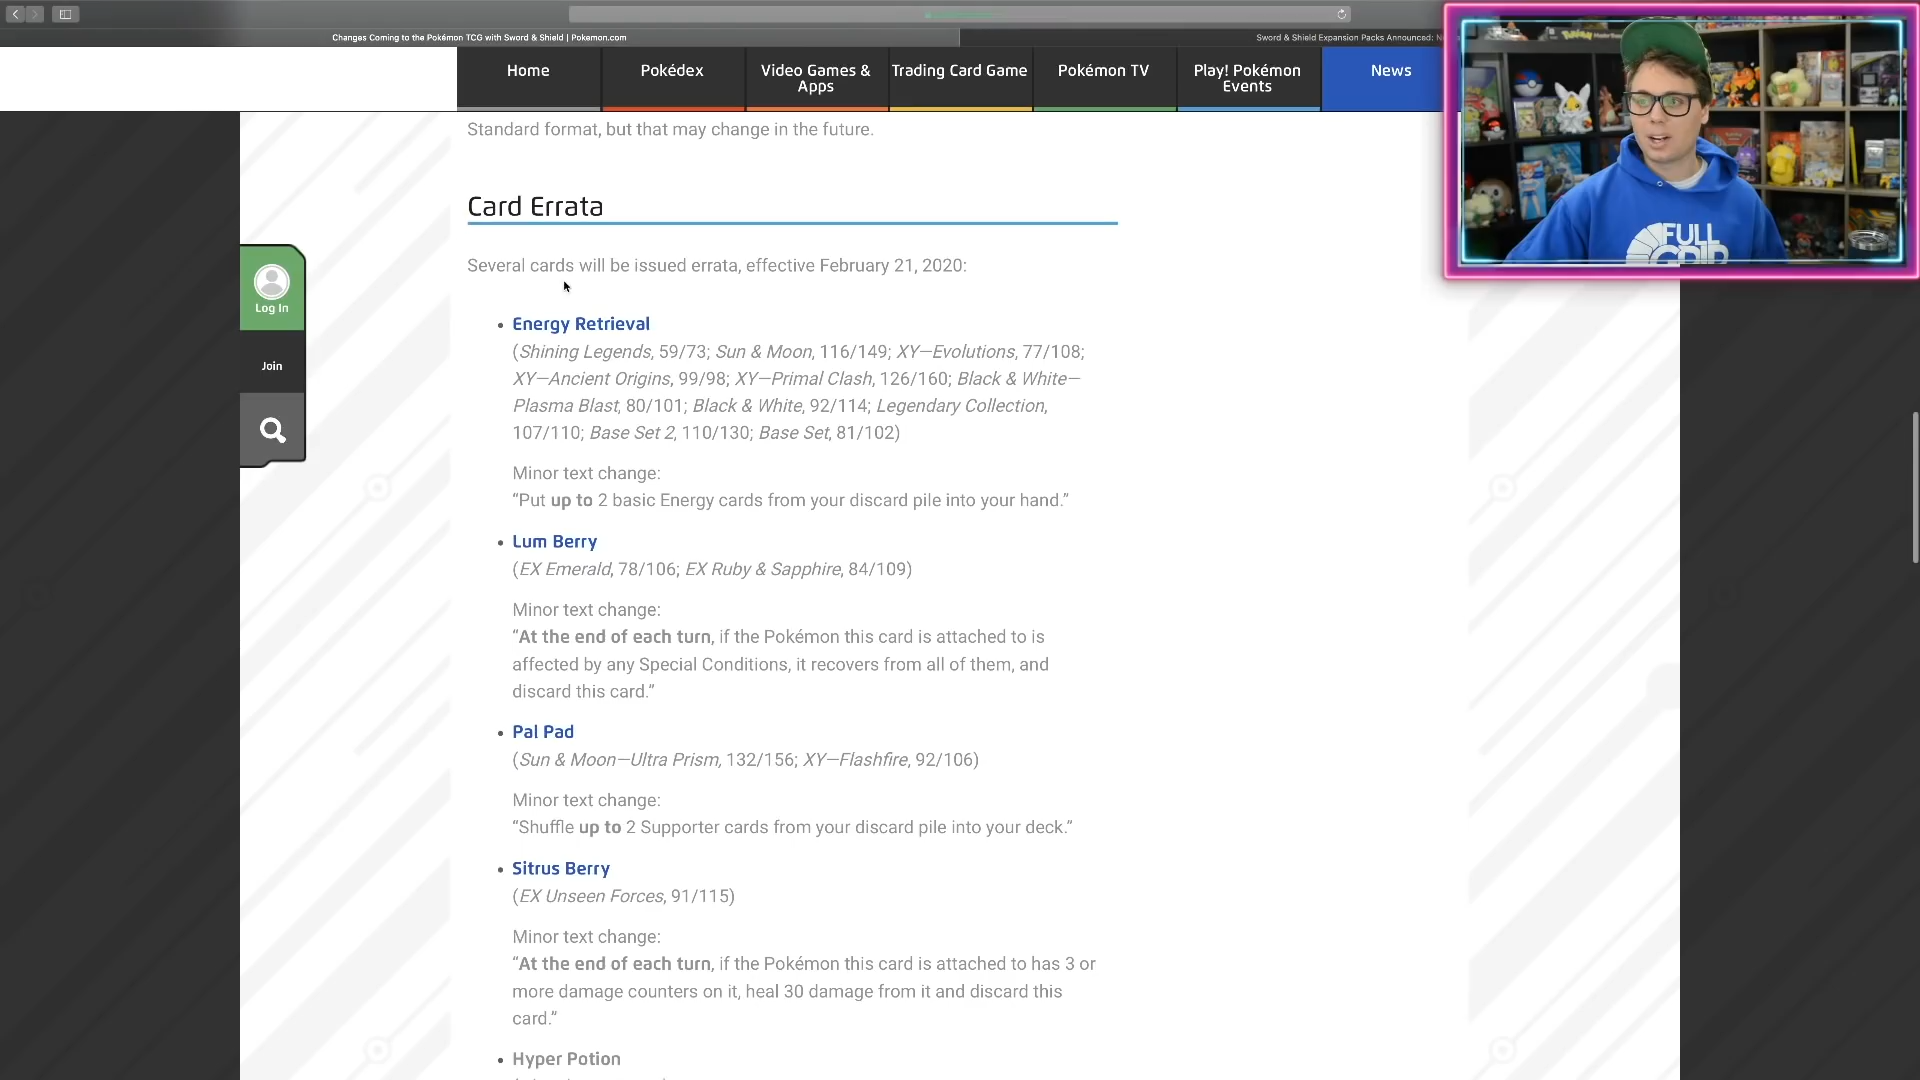 Changes Coming to the Pokémon TCG with Sword & Shield | Pokemon.com
Sword & Shield Expansion Packs Announced:
Home
Pokédex
Video Games & Apps
Trading Card Game
Pokémon TV
Play! Pokémon Events
News
Standard format, but that may change in the future.
Card Errata
Several cards will be issued errata, effective February 21, 2020:
Log In
Join
• Energy Retrieval
(Shining Legends, 59/73; Sun & Moon, 116/149; XY—Evolutions, 77/108;
XY—Ancient Origins, 99/98; XY—Primal Clash, 126/160; Black & White—
Plasma Blast, 80/101; Black & White, 92/114; Legendary Collection,
107/110; Base Set 2, 110/130; Base Set, 81/102)
Minor text change:
“Put up to 2 basic Energy cards from your discard pile into your hand.”
• Lum Berry
(EX Emerald, 78/106; EX Ruby & Sapphire, 84/109)
Minor text change:
“At the end of each turn, if the Pokémon this card is attached to is
affected by any Special Conditions, it recovers from all of them, and
discard this card.”
• Pal Pad
(Sun & Moon—Ultra Prism, 132/156; XY—Flashfire, 92/106)
Minor text change:
“Shuffle up to 2 Supporter cards from your discard pile into your deck.”
• Sitrus Berry
(EX Unseen Forces, 91/115)
Minor text change:
“At the end of each turn, if the Pokémon this card is attached to has 3 or
more damage counters on it, heal 30 damage from it and discard this
card.”
• Hyper Potion
FULL
GRIP